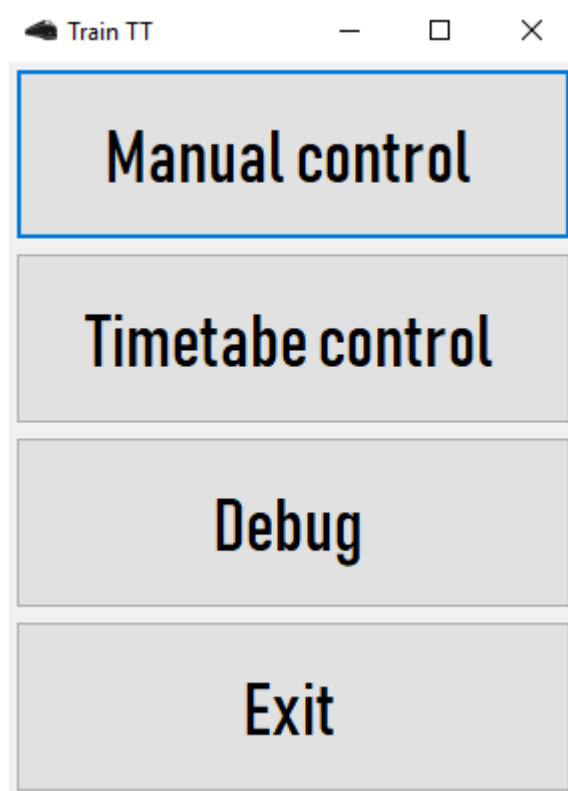 Train TT
Manual control
Timetabe control
Debug
Exit